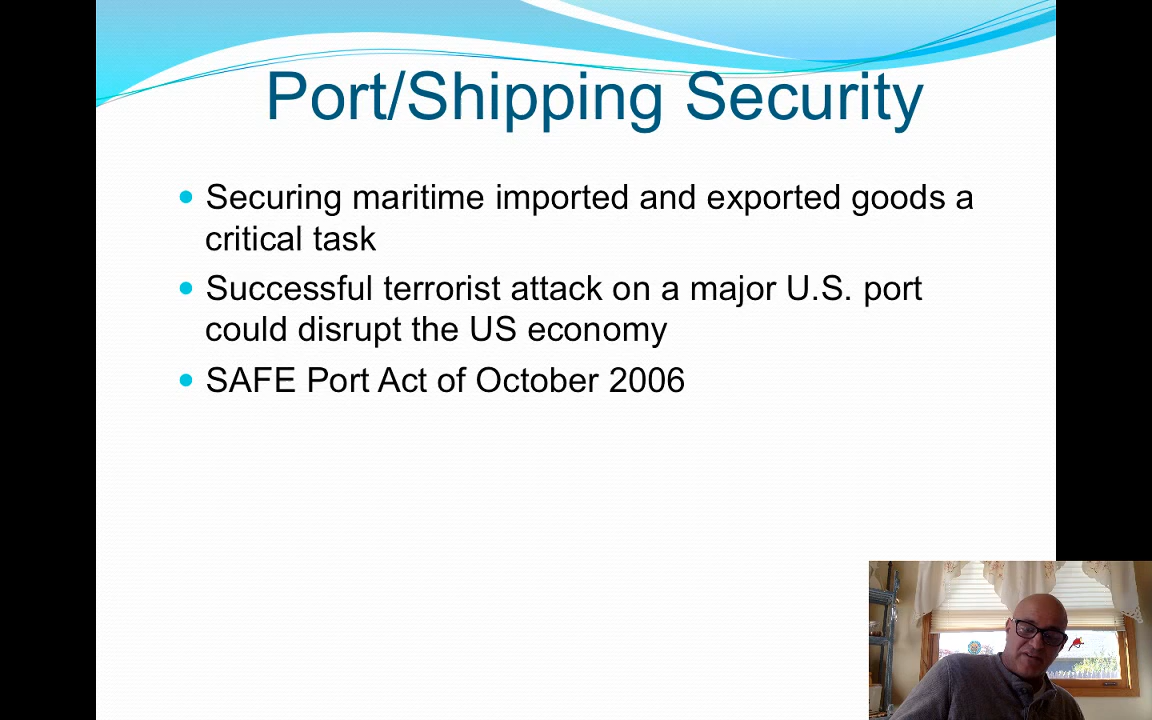 Port/Shipping Security
Securing maritime imported and exported goods a
critical task
Successful terrorist attack on a major U.S. port
could disrupt the US economy
SAFE Port Act of October 2006